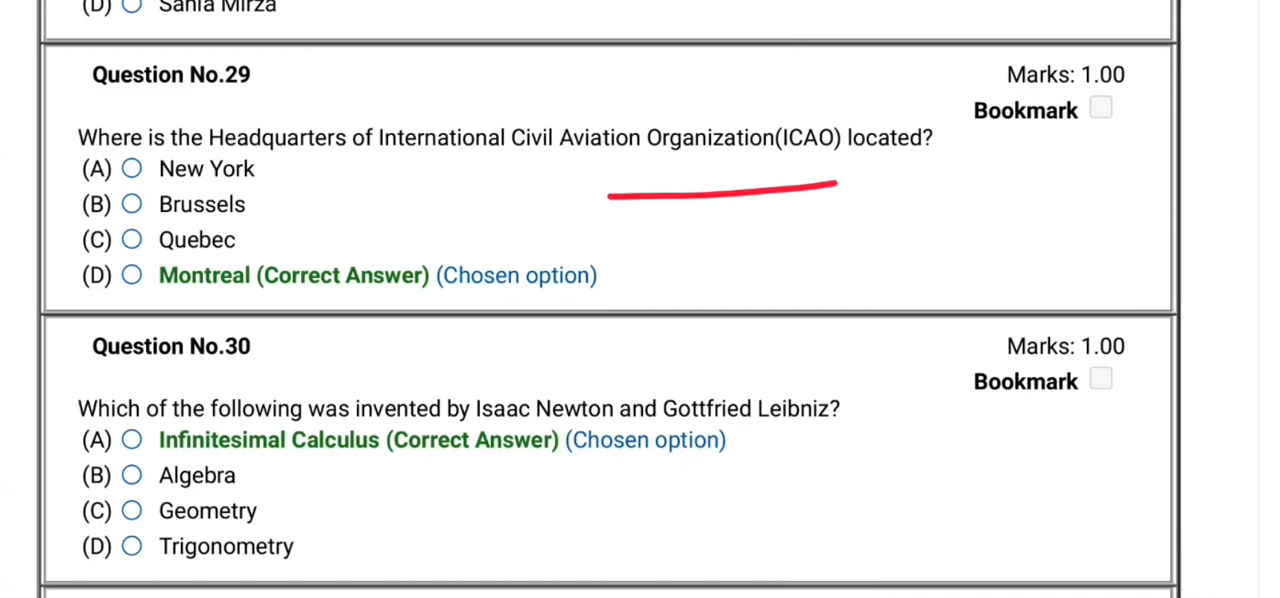 (D) Sania Mirza
Question No.29
Marks: 1.00
Bookmark
Where is the Headquarters of International Civil Aviation Organization(ICAO) located?
(A) New York
(B) Brussels
(C) Quebec
(D) Montreal (Correct Answer) (Chosen option)
Question No.30
Marks: 1.00
Bookmark
Which of the following was invented by Isaac Newton and Gottfried Leibniz?
(A) Infinitesimal Calculus (Correct Answer) (Chosen option)
(B) Algebra
(C) Geometry
(D) Trigonometry